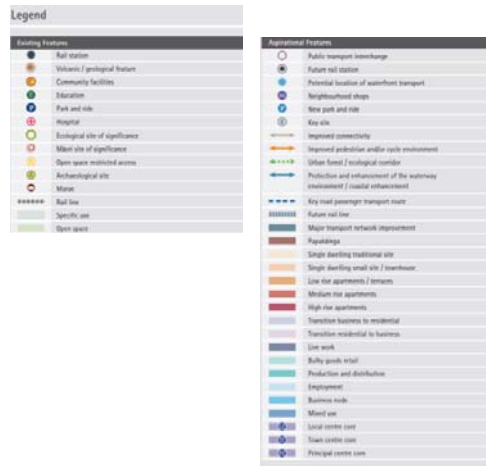 Legend
Existing Features
Rail station
Volcanic / geological feature
Community facilities
Education
Park and ride
Hospital
Ecological site of significance
Māori site of significance
Open space restricted access
Archaeological site
Marae
Rail line
Specific use
Open space
Aspirational Features
Public transport interchange
Future rail station
Potential location of waterfront transport
Neighbourhood shops
New park and ride
Key site
Improved connectivity
Improved pedestrian and/or cycle environment
Urban forest / ecological corridor
Protection and enhancement of the waterway
environment / coastal enhancement
Key road passenger transport route
Future rail line
Major transport network improvement
Papakāinga
Single dwelling traditional site
Single dwelling small site / townhouse
Low rise apartments / terraces
Medium rise apartments
High rise apartments
Transition business to residential
Transition residential to business
Live work
Bulky goods retail
Production and distribution
Employment
Business node
Mixed use
Local centre core
Town centre core
Principal centre core